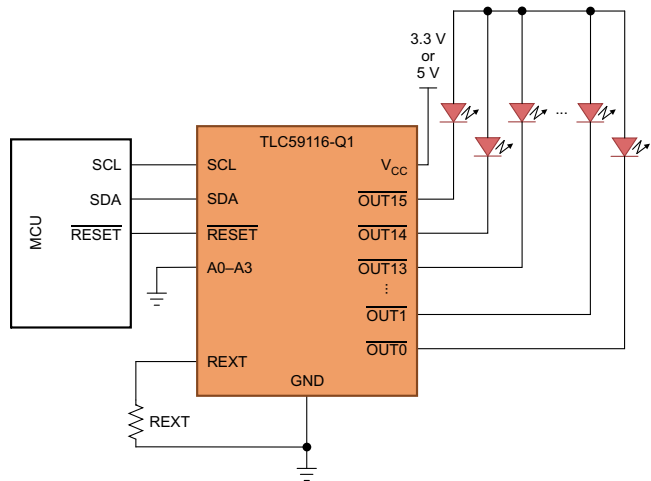 3.3 V
or
5 V
TLC59116-Q1
MCU
SCL
SDA
RESET
SCL
SDA
RESET
A0–A3
REXT
GND
VCC
OUT15
OUT14
OUT13
...
OUT1
OUT0
...
REXT